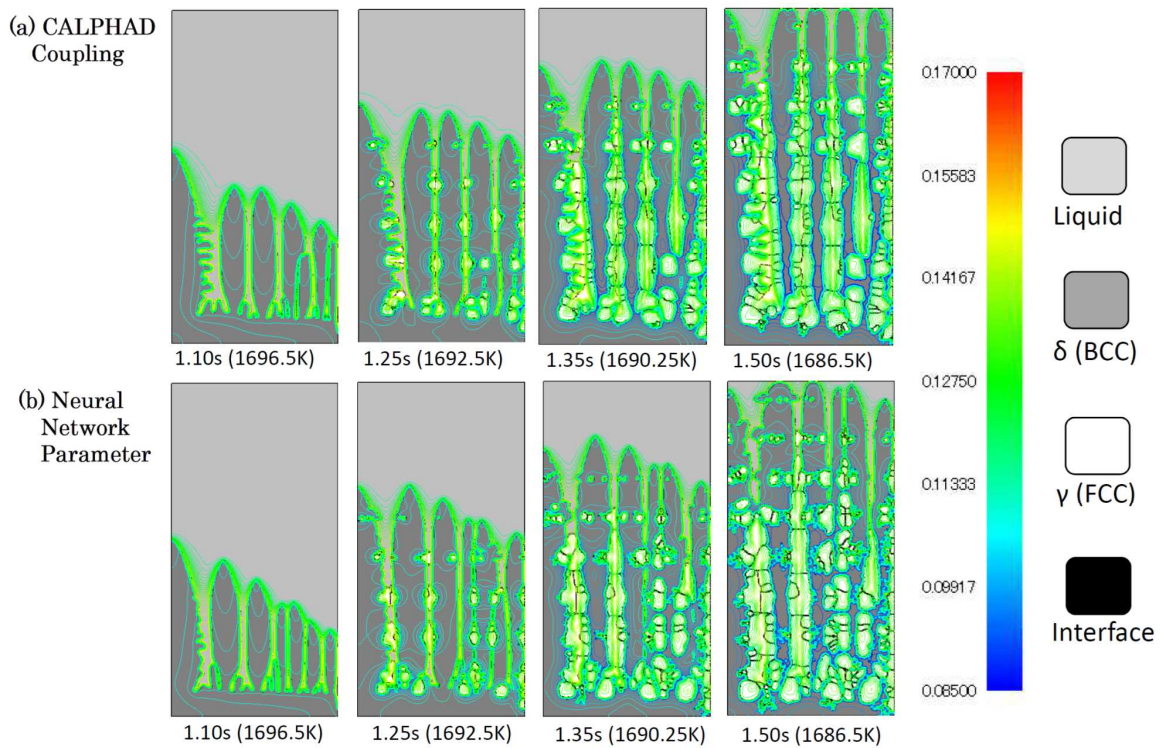 (a) CALPHAD
Coupling
1.10s (1696.5K)
1.25s (1692.5K)
1.35s (1690.25K)
1.50s (1686.5K)
(b) Neural
Network
Parameter
1.10s (1696.5K)
1.25s (1692.5K)
1.35s (1690.25K)
1.50s (1686.5K)
0.17000
0.15583
0.14167
0.12750
0.11333
0.09917
0.08500
Liquid
δ (BCC)
γ (FCC)
Interface